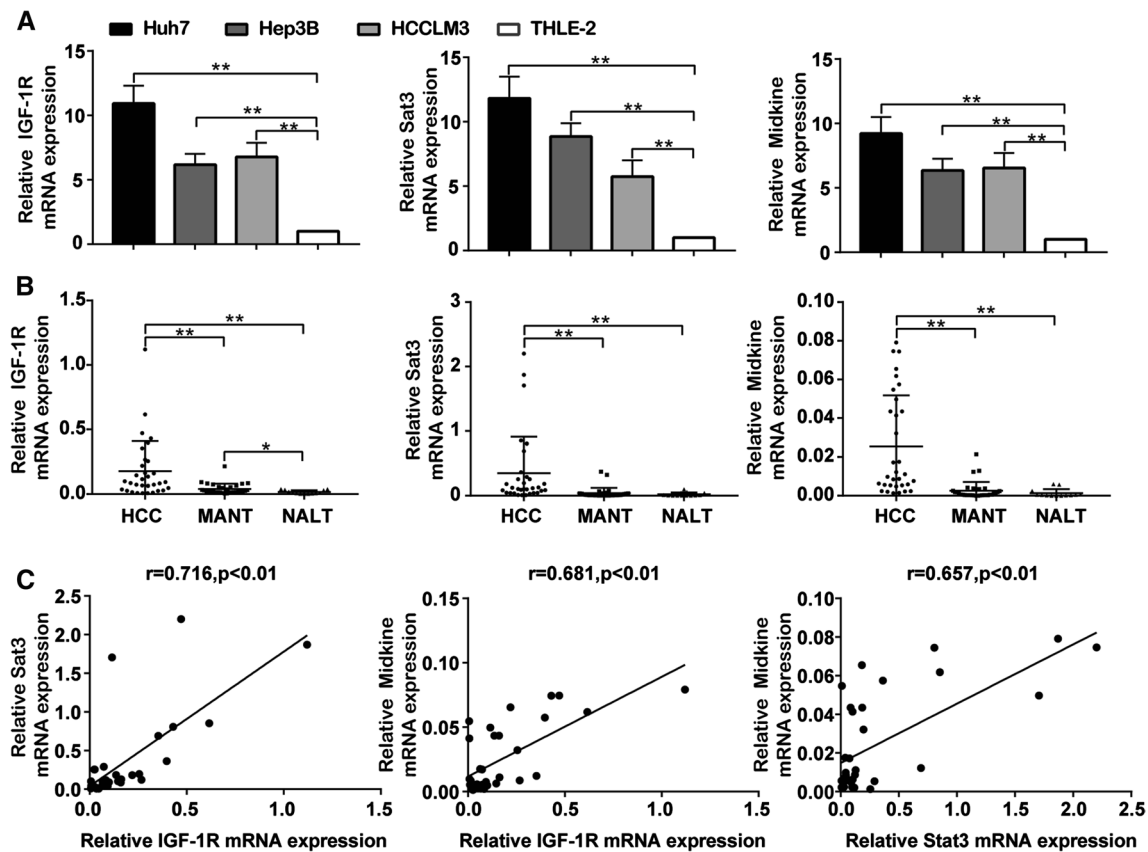 A
Huh7 Hep3B HCCLM3 THLE-2
Relative IGF-1R
mRNA expression
15
10
5
0
**
**
**
Relative Sat3
mRNA expression
15
10
5
0
**
**
**
Relative Midkine
mRNA expression
15
10
5
0
**
**
**
B
Relative IGF-1R
mRNA expression
1.5
1.0
0.5
0.0
**
**
*
HCC MANT NALT
Relative Sat3
mRNA expression
3
2
1
0
**
**
HCC MANT NALT
Relative Midkine
mRNA expression
0.10
0.08
0.06
0.04
0.02
0.00
**
**
HCC MANT NALT
C
r=0.716,p<0.01
Relative Sat3
mRNA expression
2.5
2.0
1.5
1.0
0.5
0.0
0.0 0.5 1.0 1.5
Relative IGF-1R mRNA expression
r=0.681,p<0.01
Relative Midkine
mRNA expression
0.15
0.10
0.05
0.00
0.0 0.5 1.0 1.5
Relative IGF-1R mRNA expression
r=0.657,p<0.01
Relative Midkine
mRNA expression
0.10
0.08
0.06
0.04
0.02
0.00
0.0 0.5 1.0 1.5 2.0 2.5
Relative Stat3 mRNA expression